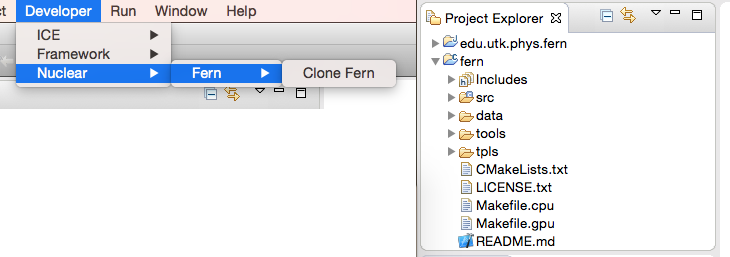 ct Developer Run Window Help
ICE
Framework
Nuclear Fern Clone Fern
Project Explorer
edu.utk.phys.fern
fern
Includes
src
data
tools
tpls
CMakeLists.txt
LICENSE.txt
Makefile.cpu
Makefile.gpu
README.md